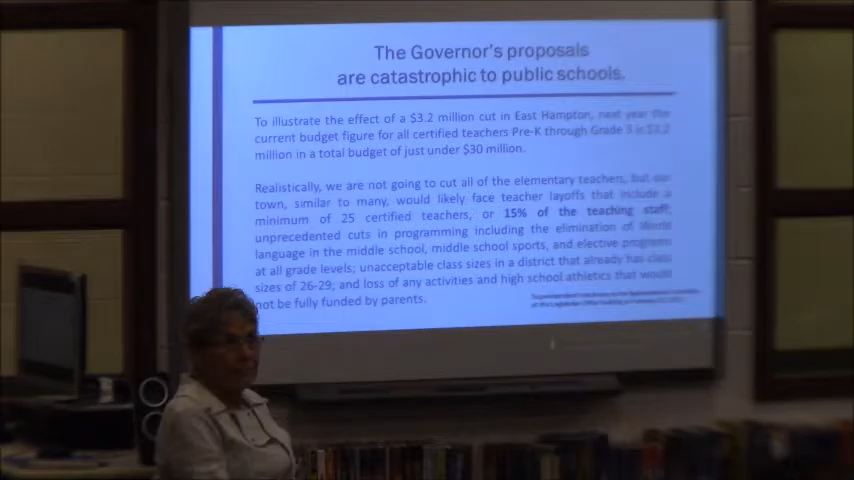 The Governor's proposals
are catastrophic to public schools.
To illustrate the effect of a $3.2 million cut in East Hampton, next year the
current budget figure for all certified teachers Pre-K through Grade 3 is $3.2
million in a total budget of just under $30 million.
Realistically, we are not going to cut all of the elementary teachers, but our
town, similar to many, would likely face teacher layoffs that include a
minimum of 25 certified teachers, or 15% of the teaching staff;
unprecedented cuts in programming including the elimination of World
language in the middle school, middle school sports, and elective programs
at all grade levels; unacceptable class sizes in a district that already has class
sizes of 26-29; and loss of any activities and high school athletics that would
not be fully funded by parents.